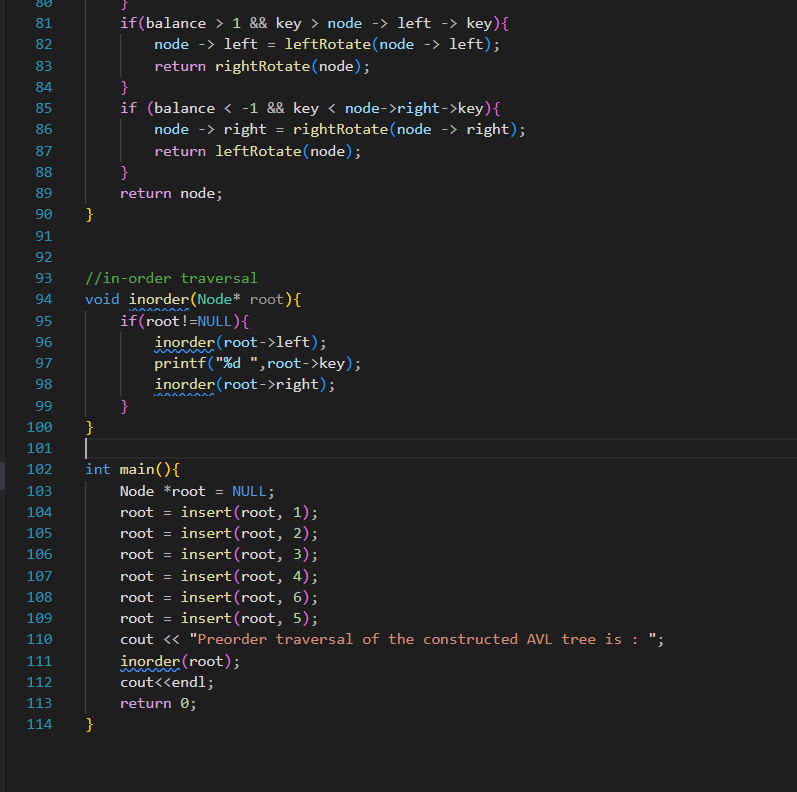 80 }
81 if(balance > 1 && key > node -> left -> key){
82 node -> left = leftRotate(node -> left);
83 return rightRotate(node);
84 }
85 if (balance < -1 && key < node->right->key){
86 node -> right = rightRotate(node -> right);
87 return leftRotate(node);
88 }
89 return node;
90 }
91
92
93 //in-order traversal
94 void inorder(Node* root){
95 if(root!=NULL){
96 inorder(root->left);
97 printf("%d ",root->key);
98 inorder(root->right);
99 }
100 }
101
102 int main(){
103 Node *root = NULL;
104 root = insert(root, 1);
105 root = insert(root, 2);
106 root = insert(root, 3);
107 root = insert(root, 4);
108 root = insert(root, 6);
109 root = insert(root, 5);
110 cout << "Preorder traversal of the constructed AVL tree is : ";
111 inorder(root);
112 cout<<endl;
113 return 0;
114 }